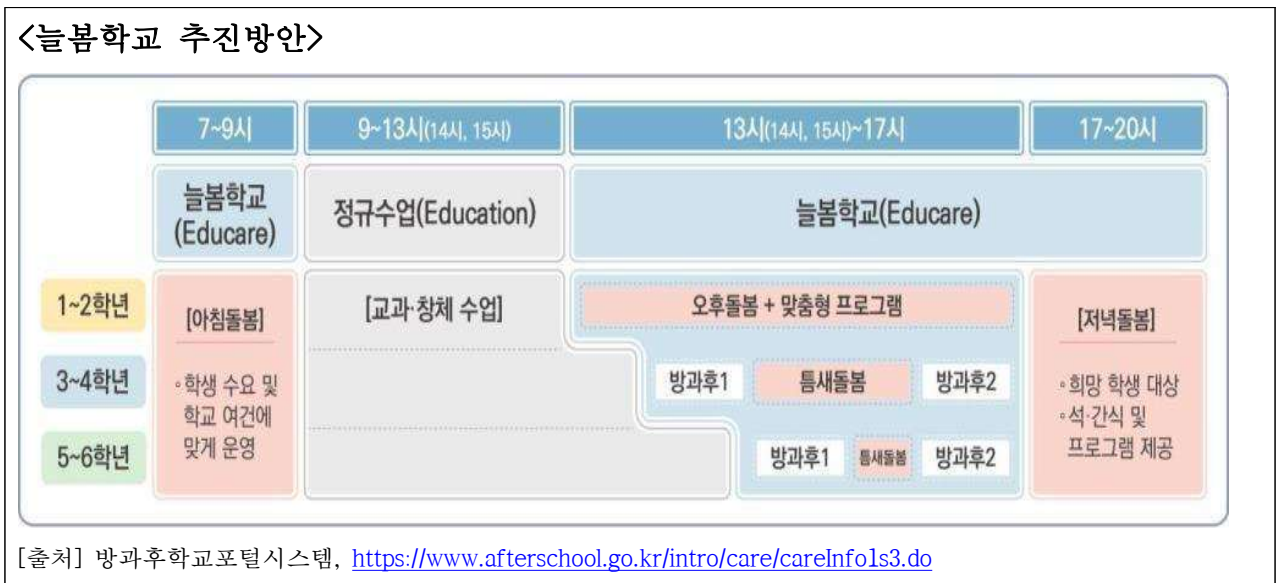 <늘봄학교 추진방안>
7~9시 9~13시(14시, 15시) 13시(14시, 15시)~17시 17~20시
늘봄학교
(Educare)
정규수업(Education)
늘봄학교(Educare)
1~2학년
[아침돌봄]
[교과·창체 수업]
오후돌봄 + 맞춤형 프로그램
[저녁돌봄]
3~4학년
◦학생 수요 및
학교 여건에
맞게 운영
방과후1 틈새돌봄 방과후2
◦희망 학생 대상
◦석·간식 및
프로그램 제공
5~6학년
방과후1 틈새돌봄 방과후2
[출처] 방과후학교포털시스템, https://www.afterschool.go.kr/intro/care/careInfo1s3.do